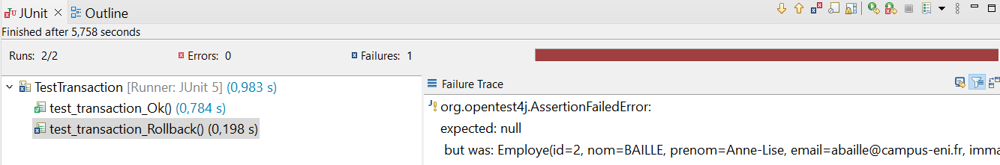 JUnit Outline
Finished after 5,758 seconds
Runs: 2/2 Errors: 0 Failures: 1
TestTransaction [Runner: JUnit 5] (0,983 s)
test_transaction_Ok() (0,784 s)
test_transaction_Rollback() (0,198 s)
Failure Trace
org.opentest4j.AssertionFailedError:
expected: null
but was: Employe(id=2, nom=BAILLE, prenom=Anne-Lise, email=abaille@campus-eni.fr, imma